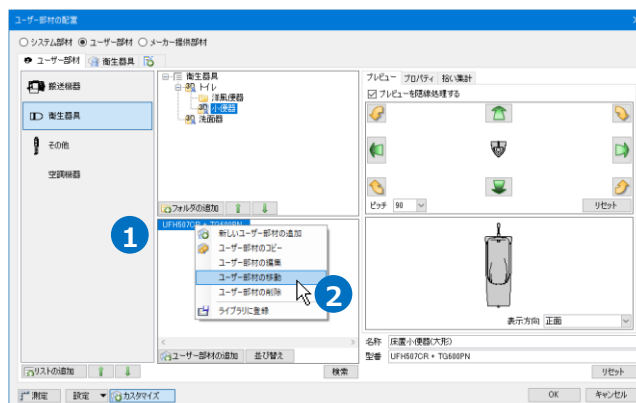 ユーザー部材の配置
システム部材 ユーザー部材 メーカー提供部材
ユーザー部材 衛生器具
搬送機器
衛生器具
その他
空調機器
衛生器具
トイレ
洋風便器
小便器
洗面器
フォルダの追加
1
UFH507CR + TG600PN
新しいユーザー部材の追加
ユーザー部材のコピー
ユーザー部材の編集
ユーザー部材の移動
ユーザー部材の削除
ライブラリに登録
2
ユーザー部材の追加 並び替え
リストの追加
検索
プレビュー プロパティ 拾い集計
プレビューを隠線処理する
ピッチ 90 リセット
表示方向 正面
名称 床置小便器(大形)
型番 UFH507CR + TG600PN
リセット
測定 設定 カスタマイズ
OK キャンセル